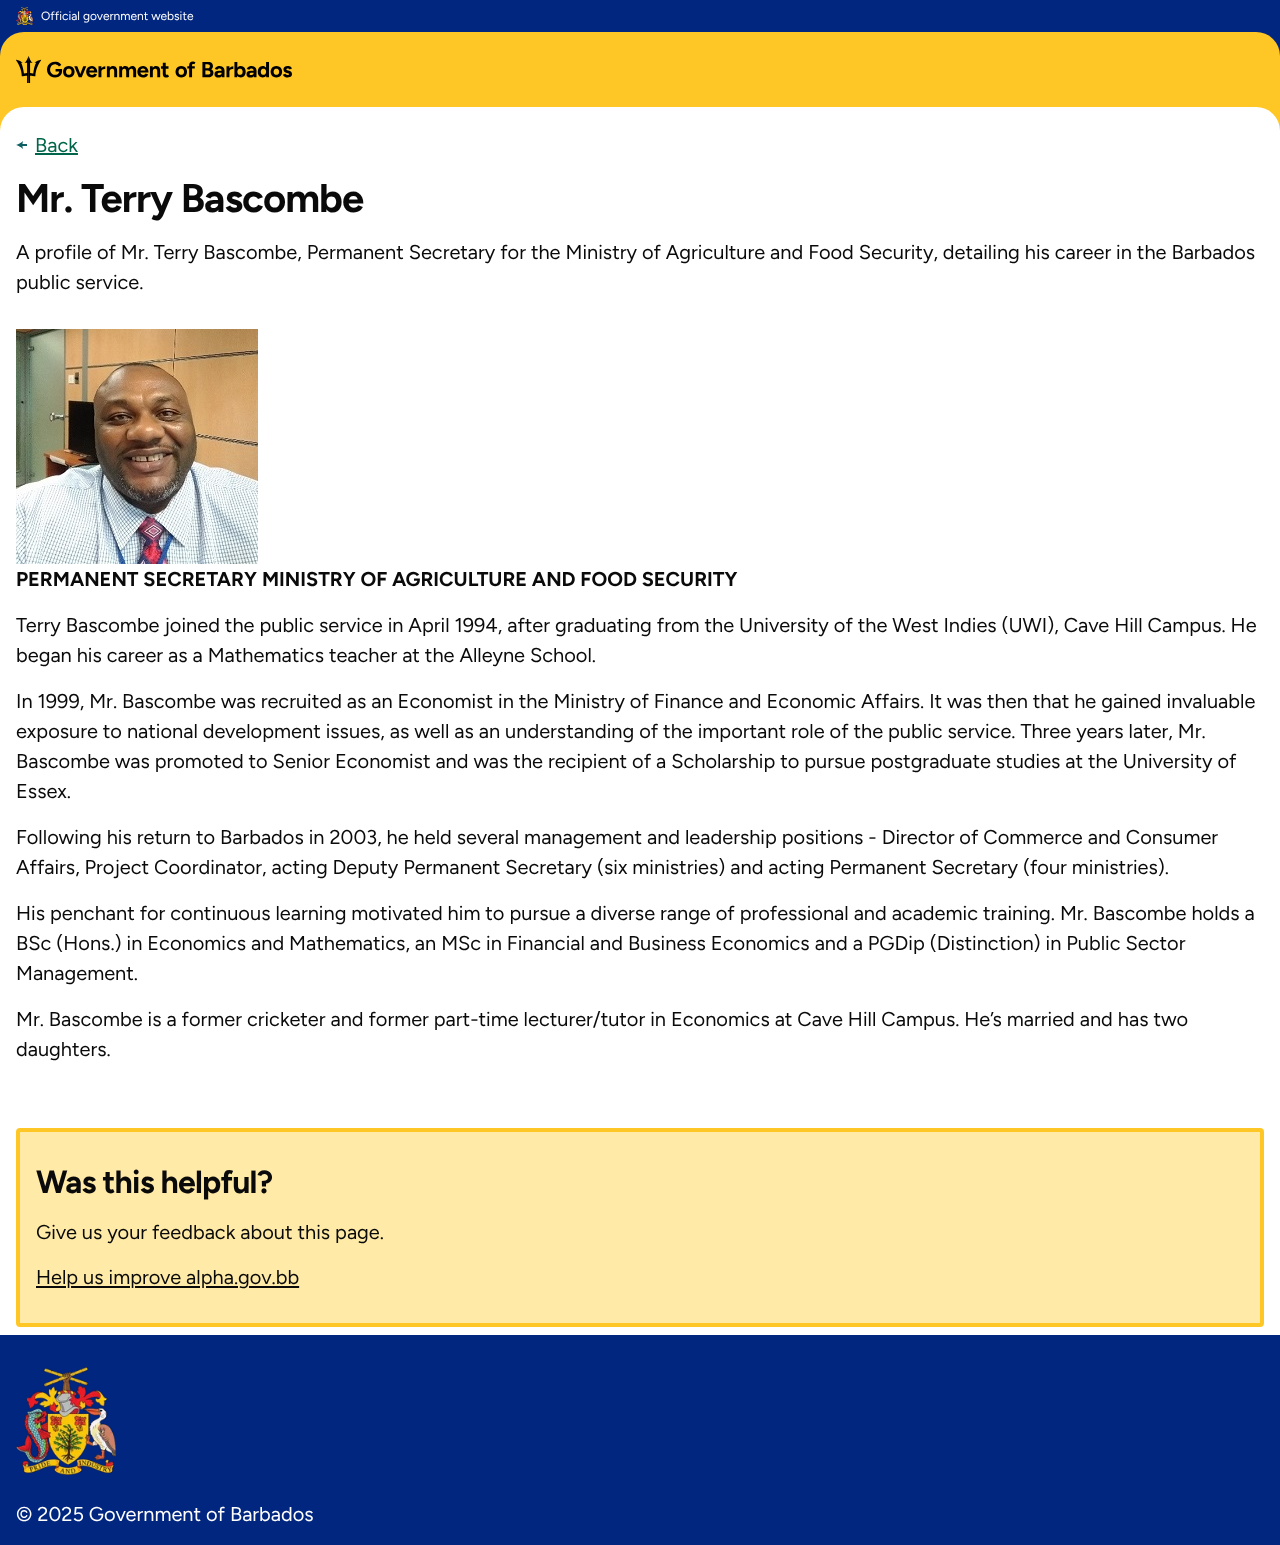 Official government website
Government of Barbados
Back
Mr. Terry Bascombe
A profile of Mr. Terry Bascombe, Permanent Secretary for the Ministry of Agriculture and Food Security, detailing his career in the Barbados
public service.
PERMANENT SECRETARY MINISTRY OF AGRICULTURE AND FOOD SECURITY
Terry Bascombe joined the public service in April 1994, after graduating from the University of the West Indies (UWI), Cave Hill Campus. He
began his career as a Mathematics teacher at the Alleyne School.
In 1999, Mr. Bascombe was recruited as an Economist in the Ministry of Finance and Economic Affairs. It was then that he gained invaluable
exposure to national development issues, as well as an understanding of the important role of the public service. Three years later, Mr.
Bascombe was promoted to Senior Economist and was the recipient of a Scholarship to pursue postgraduate studies at the University of
Essex.
Following his return to Barbados in 2003, he held several management and leadership positions - Director of Commerce and Consumer
Affairs, Project Coordinator, acting Deputy Permanent Secretary (six ministries) and acting Permanent Secretary (four ministries).
His penchant for continuous learning motivated him to pursue a diverse range of professional and academic training. Mr. Bascombe holds a
BSc (Hons.) in Economics and Mathematics, an MSc in Financial and Business Economics and a PGDip (Distinction) in Public Sector
Management.
Mr. Bascombe is a former cricketer and former part-time lecturer/tutor in Economics at Cave Hill Campus. He’s married and has two
daughters.
Was this helpful?
Give us your feedback about this page.
Help us improve alpha.gov.bb
PRIDE AND INDUSTRY
© 2025 Government of Barbados